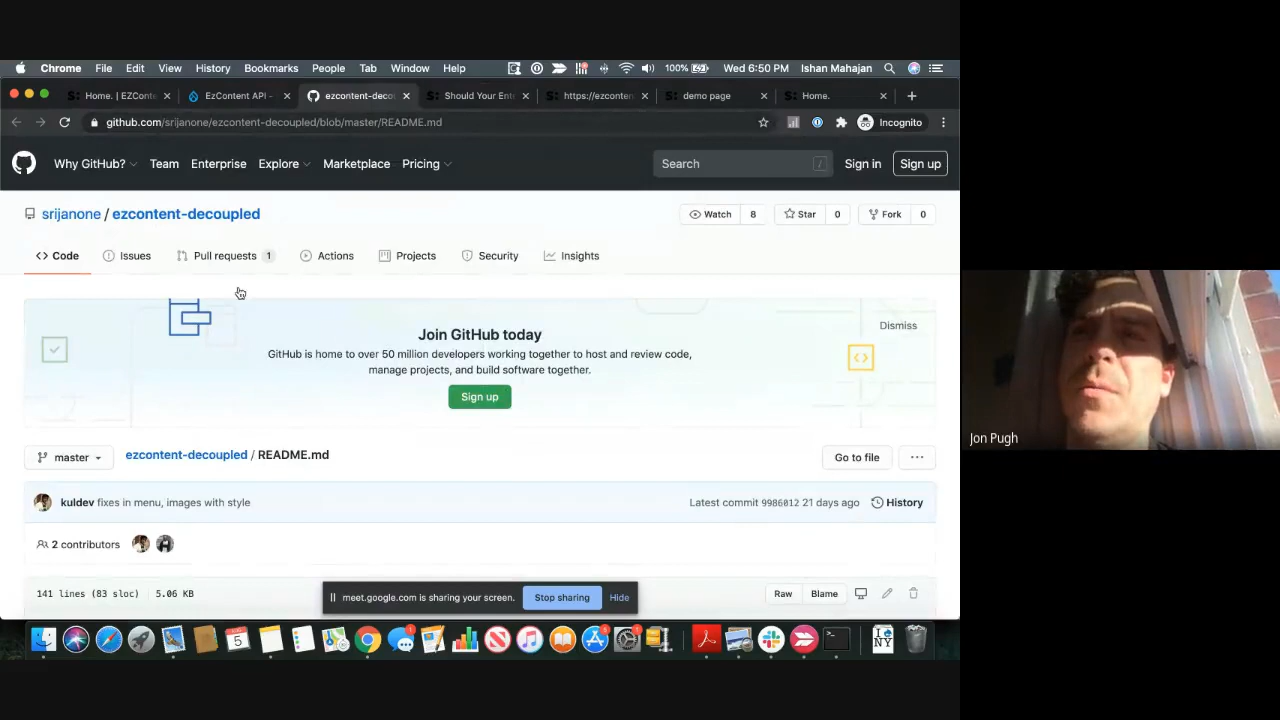 Chrome File Edit View History Bookmarks People Tab Window Help 100% Wed 6:50 PM Ishan Mahajan
Home. | EZConte EzContent API – ezcontent-deco Should Your Ente https://ezconten demo page Home.
github.com/srijanone/ezcontent-decoupled/blob/master/README.md Incognito
Why GitHub? Team Enterprise Explore Marketplace Pricing Search / Sign in Sign up
srijanone / ezcontent-decoupled Watch 8 Star 0 Fork 0
Code Issues Pull requests 1 Actions Projects Security Insights
Join GitHub today
Dismiss
GitHub is home to over 50 million developers working together to host and review code,
manage projects, and build software together.
Sign up
master ezcontent-decoupled / README.md Go to file ...
kuldev fixes in menu, images with style Latest commit 9986012 21 days ago History
2 contributors
141 lines (83 sloc) 5.06 KB Raw Blame
meet.google.com is sharing your screen. Stop sharing Hide
Jon Pugh